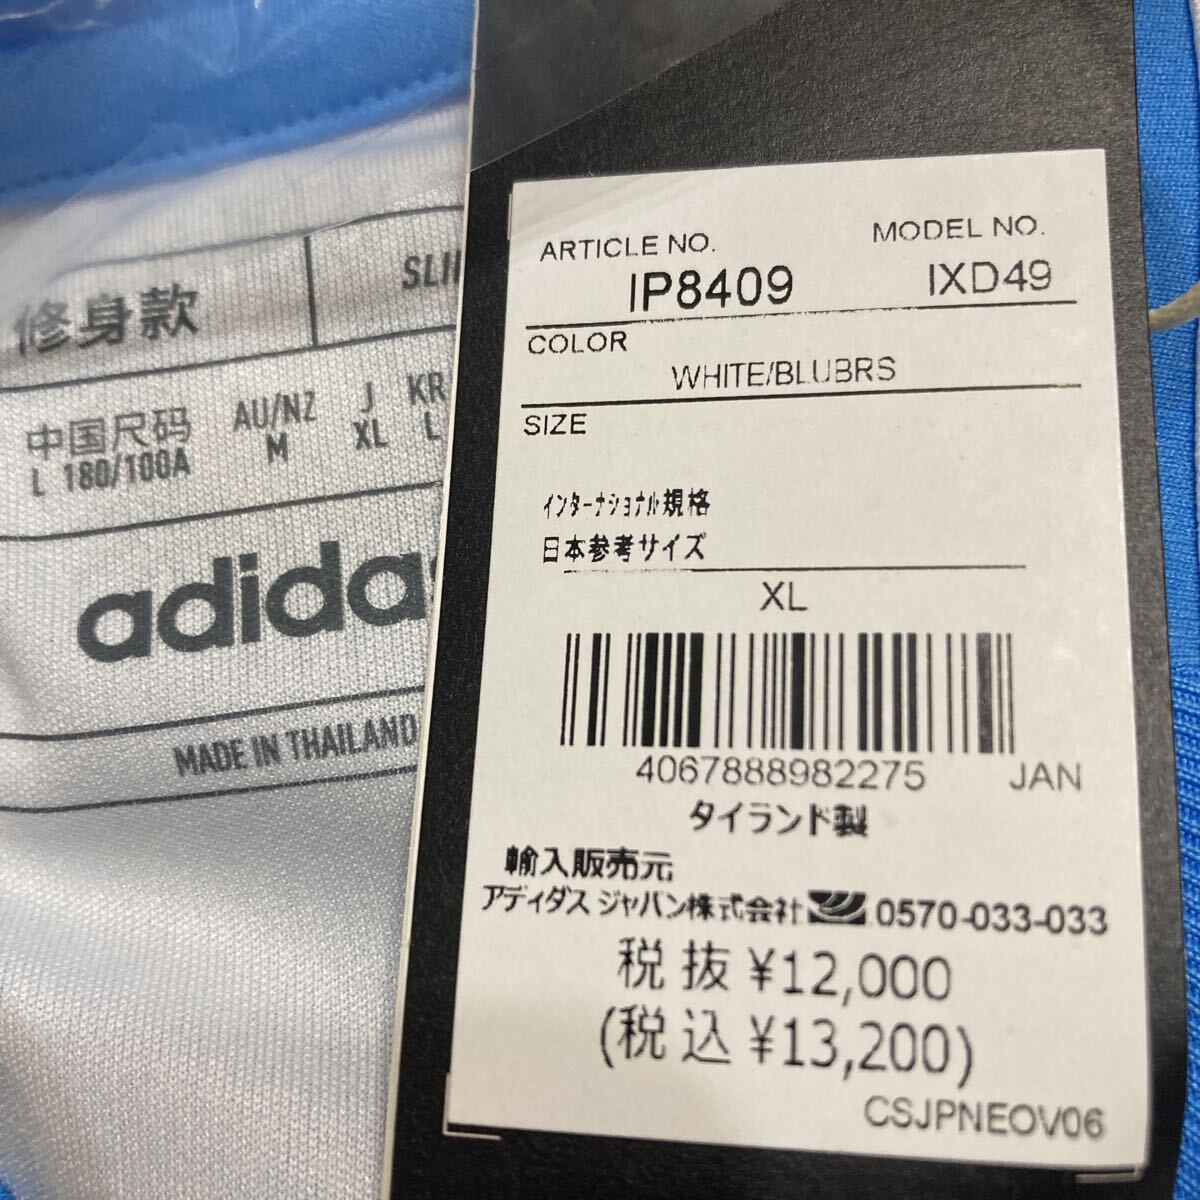 修身款
中国尺码 AU/NZ J KR
L 180/100A M XL L
adidas
MADE IN THAILAND
ARTICLE NO. MODEL NO.
IP8409 IXD49
COLOR
WHITE/BLUBRS
SIZE
インターナショナル規格
日本参考サイズ
XL
4067888982275 JAN
タイランド製
輸入販売元
アディダス ジャパン株式会社 0570-033-033
税 抜 ¥12,000
(税 込 ¥13,200)
CSJPNEOV06